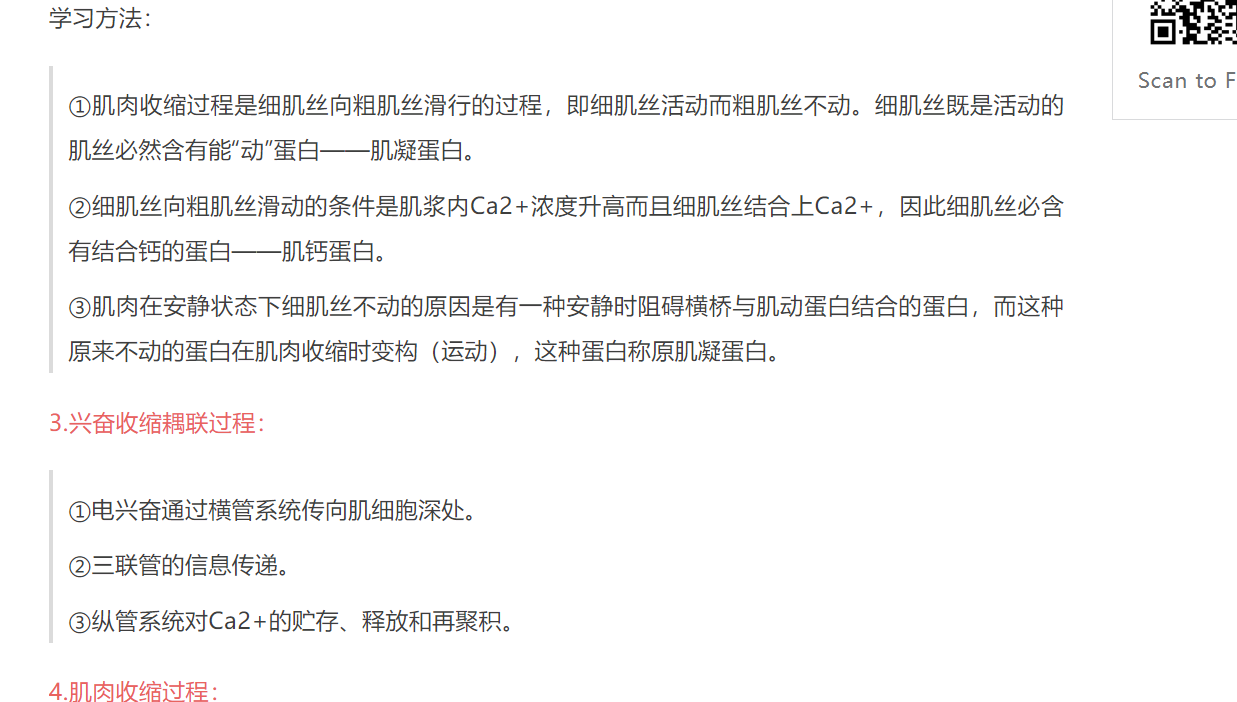 学习方法：
Scan to F
①肌肉收缩过程是细肌丝向粗肌丝滑行的过程，即细肌丝活动而粗肌丝不动。细肌丝既是活动的
肌丝必然含有能“动”蛋白——肌凝蛋白。
②细肌丝向粗肌丝滑动的条件是肌浆内Ca2+浓度升高而且细肌丝结合上Ca2+，因此细肌丝必含
有结合钙的蛋白——肌钙蛋白。
③肌肉在安静状态下细肌丝不动的原因是有一种安静时阻碍横桥与肌动蛋白结合的蛋白，而这种
原来不动的蛋白在肌肉收缩时变构（运动），这种蛋白称原肌凝蛋白。
3.兴奋收缩耦联过程：
①电兴奋通过横管系统传向肌细胞深处。
②三联管的信息传递。
③纵管系统对Ca2+的贮存、释放和再聚积。
4.肌肉收缩过程：